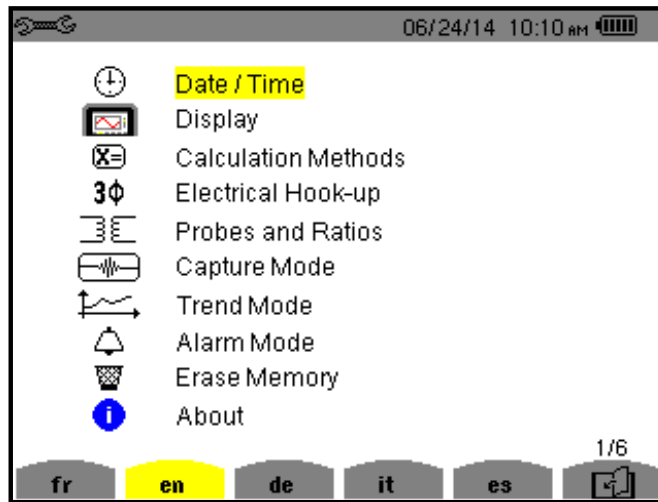 06/24/14 10:10 AM
Date / Time
Display
X= Calculation Methods
3Φ Electrical Hook-up
Probes and Ratios
Capture Mode
Trend Mode
Alarm Mode
Erase Memory
i About
1/6
fr en de it es